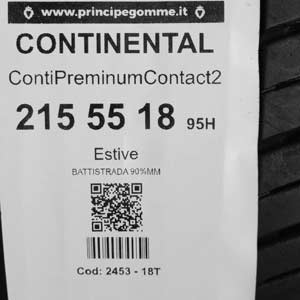 www.principegomme.it
CONTINENTAL
ContiPreminumContact2
215 55 18 95H
Estive
BATTISTRADA 90%MM
Cod: 2453 - 18T